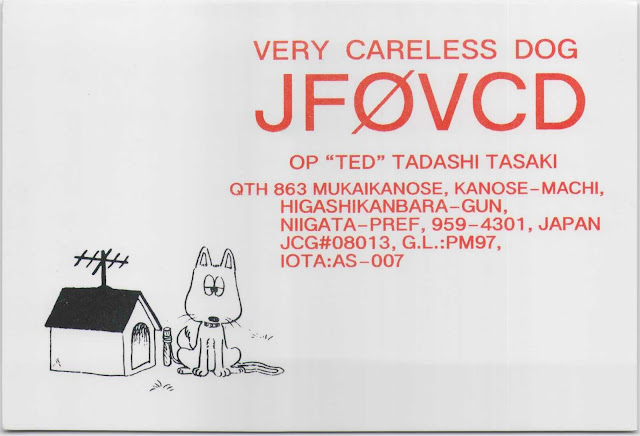 VERY CARELESS DOG
JFØVCD
OP “TED” TADASHI TASAKI
QTH 863 MUKAIKANOSE, KANOSE-MACHI,
HIGASHIKANBARA-GUN,
NIIGATA-PREF, 959-4301, JAPAN
JCG#08013, G.L.:PM97,
IOTA:AS-007